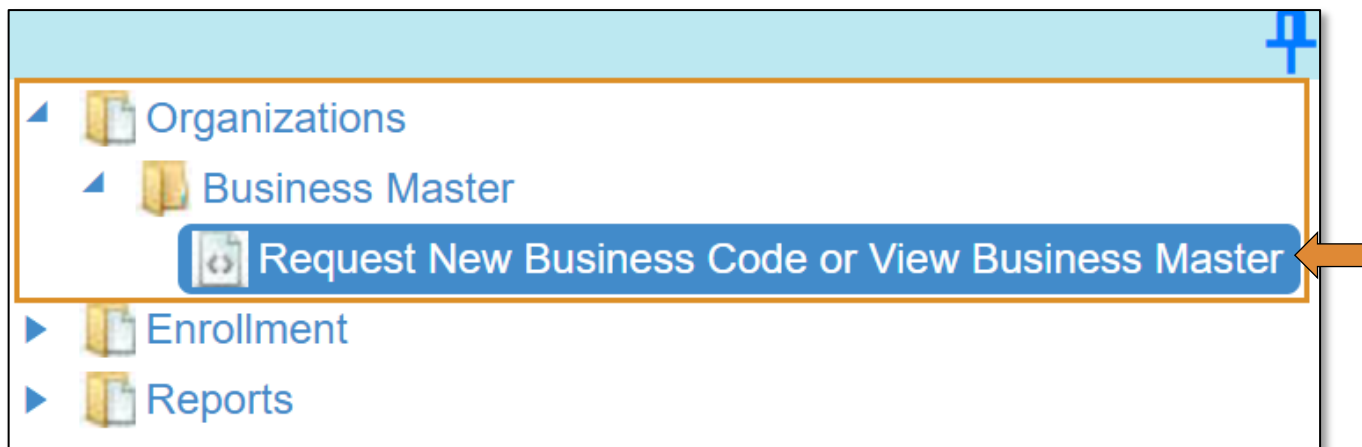 Organizations
Business Master
Request New Business Code or View Business Master
Enrollment
Reports